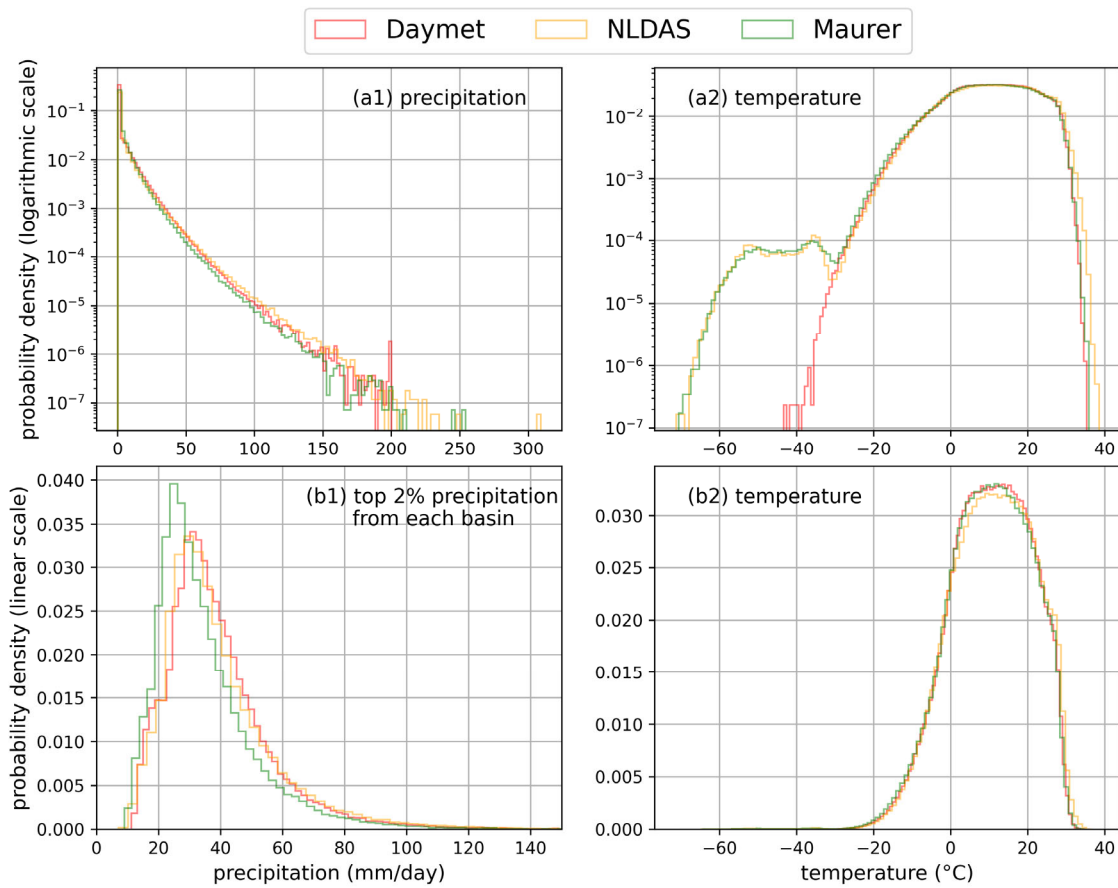 Daymet NLDAS Maurer
probability density (logarithmic scale)
10⁻¹
10⁻²
10⁻³
10⁻⁴
10⁻⁵
10⁻⁶
10⁻⁷
(a1) precipitation
0 50 100 150 200 250 300
10⁻²
10⁻³
10⁻⁴
10⁻⁵
10⁻⁶
10⁻⁷
(a2) temperature
−60 −40 −20 0 20 40
probability density (linear scale)
0.040
0.035
0.030
0.025
0.020
0.015
0.010
0.005
0.000
(b1) top 2% precipitation
from each basin
0 20 40 60 80 100 120 140
precipitation (mm/day)
0.030
0.025
0.020
0.015
0.010
0.005
0.000
(b2) temperature
−60 −40 −20 0 20 40
temperature (°C)